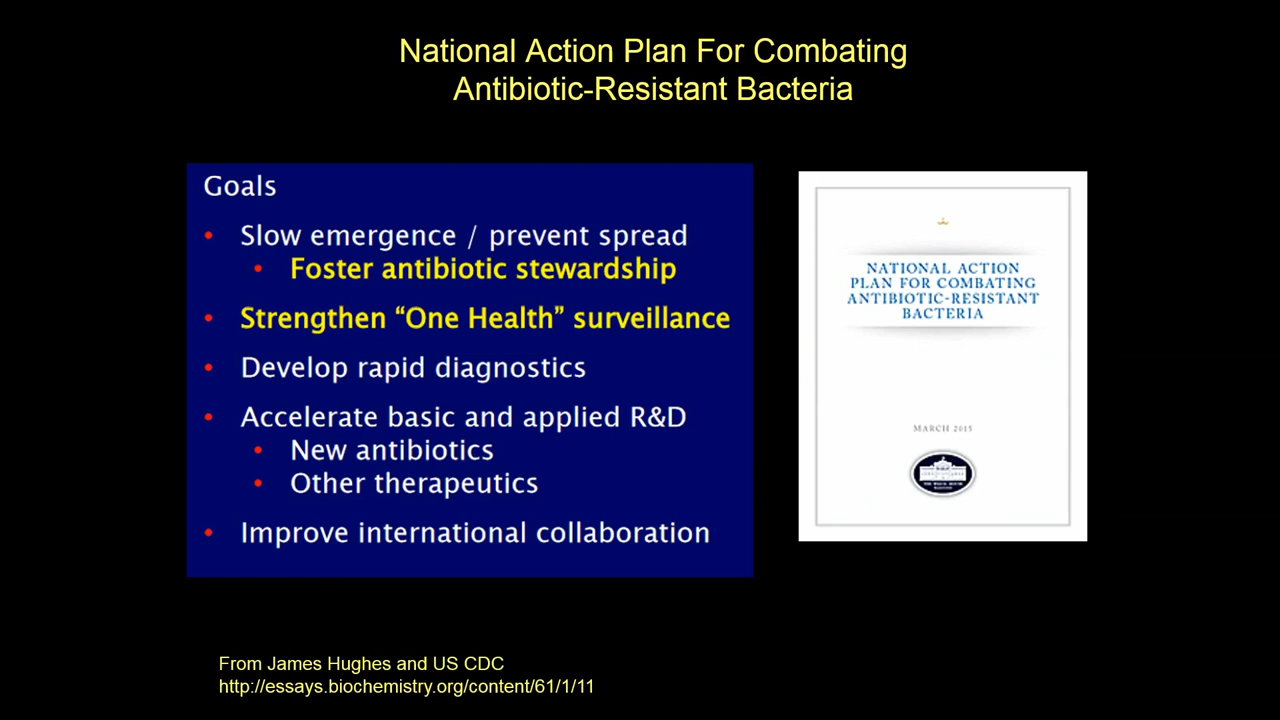 National Action Plan For Combating
Antibiotic-Resistant Bacteria
Goals
• Slow emergence / prevent spread
• Foster antibiotic stewardship
• Strengthen “One Health” surveillance
• Develop rapid diagnostics
• Accelerate basic and applied R&D
• New antibiotics
• Other therapeutics
• Improve international collaboration
NATIONAL ACTION
PLAN FOR COMBATING
ANTIBIOTIC-RESISTANT
BACTERIA
MARCH 2015
THE WHITE HOUSE
From James Hughes and US CDC
http://essays.biochemistry.org/content/61/1/11